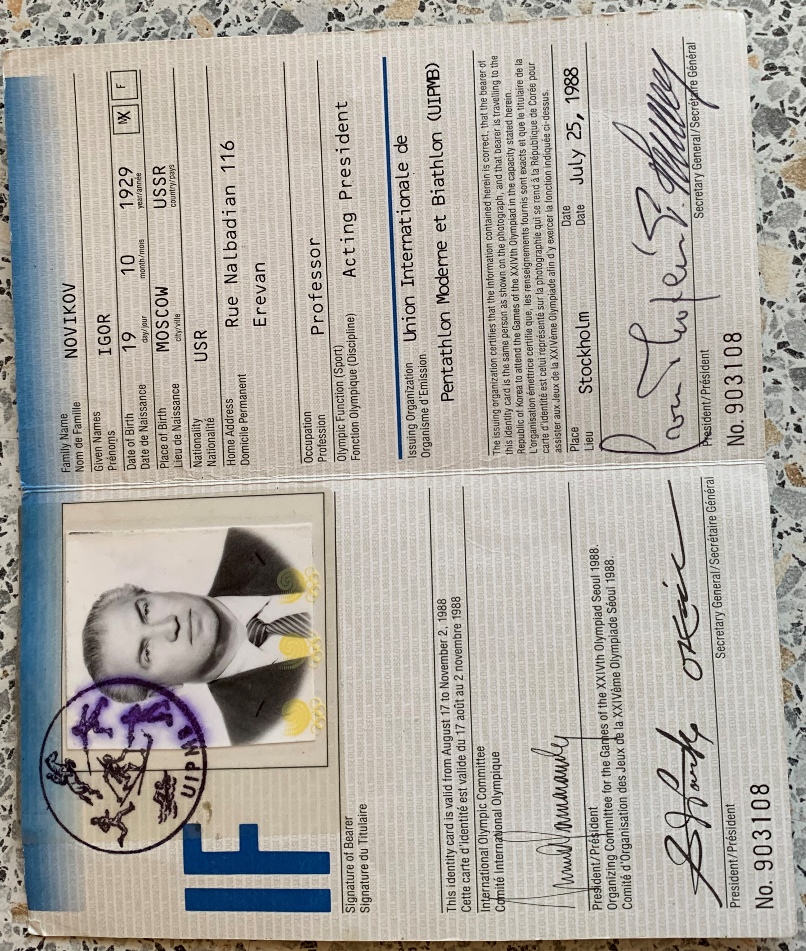 Family Name
Nom de Famille
NOVIKOV
Given Names
Prénoms
IGOR
Date of Birth
Date de Naissance
19
day/jour
10
month/mois
1929
year/année
M
X
F
Place of Birth
Lieu de Naissance
MOSCOW
city/ville
USSR
country/pays
Nationality
Nationalité
USR
Home Address
Domicile Permanent
Rue Nalbadian 116
Erevan
Occupation
Profession
Professor
Olympic Function (Sport)
Fonction Olympique (Discipline)
Acting President
Issuing Organization
Organisme d'Emission
Union Internationale de
Pentathlon Moderne et Biathlon (UIPMB)
The issuing organization certifies that the information contained herein is correct, that the bearer of
this identity card is the same person as shown on the photograph, and that bearer is travelling to the
Republic of Korea to attend the Games of the XXIVth Olympiad in the capacity stated herein.
L'organisation émettrice certifie que, les renseignements fournis sont exacts et que le titulaire de la
carte d'identité est celui représenté sur la photographie qui se rend à la République de Corée pour
assister aux Jeux de la XXIVème Olympiade afin d'y exercer la fonction indiquée ci-dessus.
Place
Lieu
Stockholm
Date
Date
July 25, 1988
President/Président
Secretary General/Secrétaire Général
No. 903108
UIPMB
IF
Signature of Bearer
Signature du Titulaire
This identity card is valid from August 17 to November 2, 1988
Cette carte d'identité est valide du 17 août au 2 novembre 1988
International Olympic Committee
Comité International Olympique
President/Président
Organizing Committee for the Games of the XXIVth Olympiad Seoul 1988.
Comité d'Organisation des Jeux de la XXIVème Olympiade Séoul 1988.
President/Président
Secretary General/Secrétaire Général
No. 903108